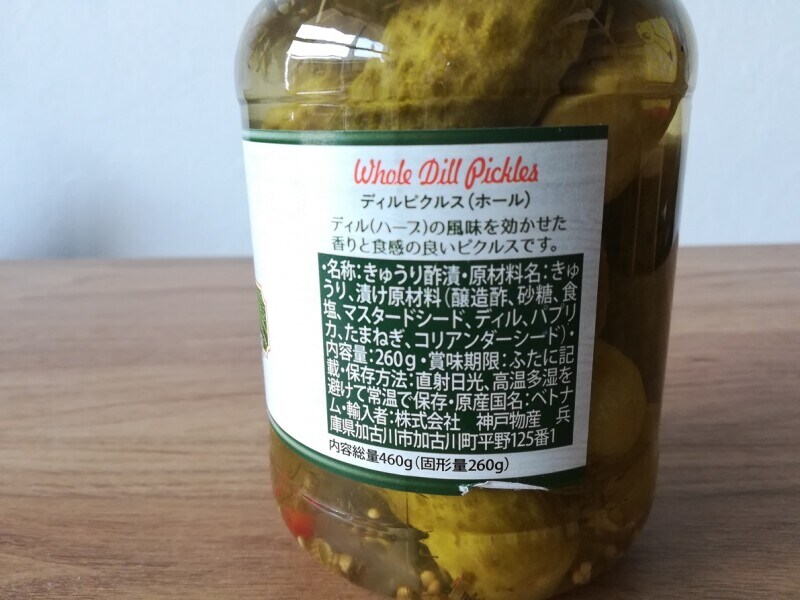 Whole Dill Pickles
ディルピクルス(ホール)
ディル(ハーブ)の風味を効かせた
香りと食感の良いピクルスです。
・名称：きゅうり酢漬・原材料名：きゅ
うり、漬け原材料(醸造酢、砂糖、食
塩、マスタードシード、ディル、パプリ
カ、たまねぎ、コリアンダーシード)・
内容量：260g・賞味期限：ふたに記
載・保存方法：直射日光、高温多湿を
避けて常温で保存・原産国名：ベトナ
ム・輸入者：株式会社 神戸物産 兵
庫県加古川市加古川町平野125番1
内容総量460g(固形量260g)